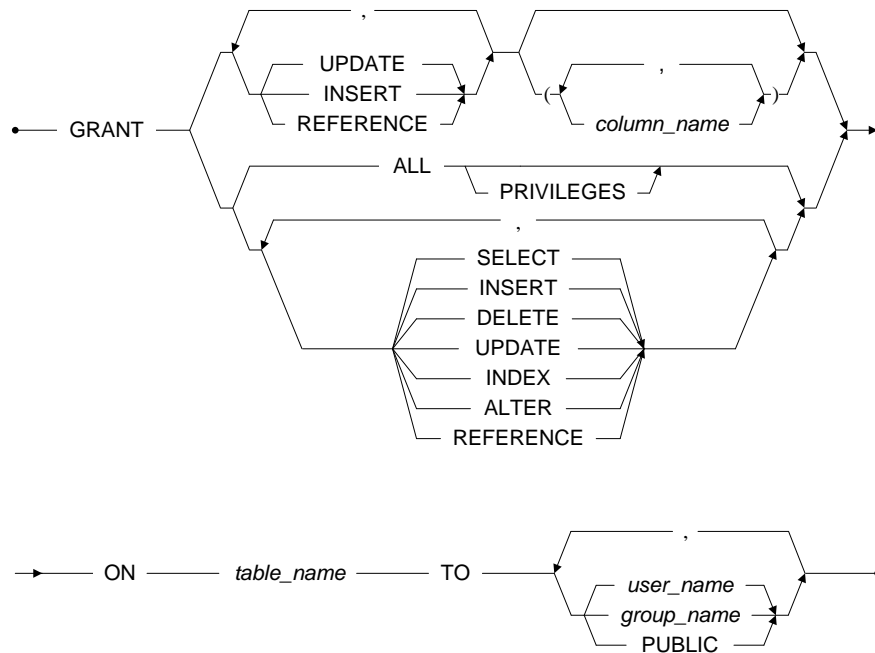 ,
UPDATE
INSERT
REFERENCE
( , )
column_name
GRANT
ALL
PRIVILEGES
,
SELECT
INSERT
DELETE
UPDATE
INDEX
ALTER
REFERENCE
ON table_name TO
,
user_name
group_name
PUBLIC